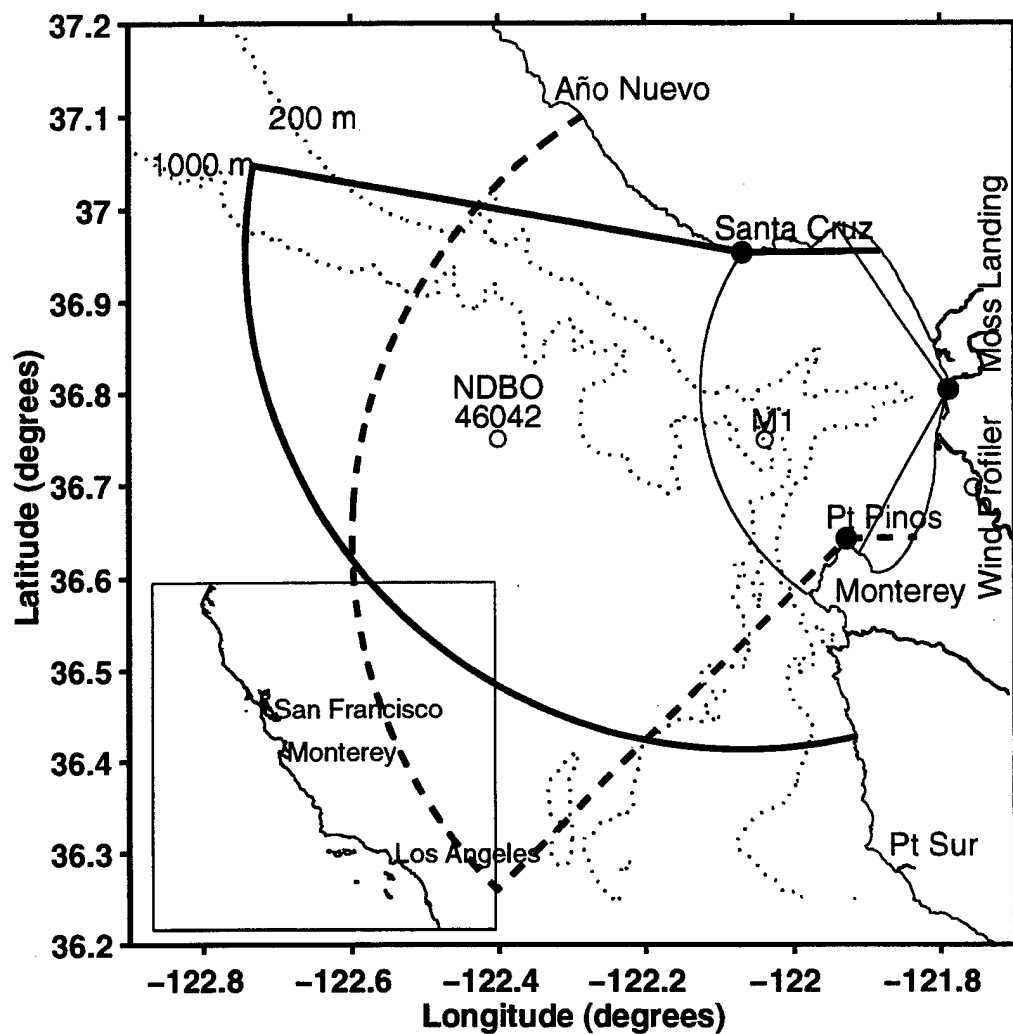 37.2
37.1
37
36.9
36.8
36.7
36.6
36.5
36.4
36.3
36.2
Latitude (degrees)
Año Nuevo
200 m
1000 m
Santa Cruz
Moss Landing
NDBO
46042
M1
Pt Pinos
Wind Profiler
Monterey
San Francisco
Monterey
Los Angeles
Pt Sur
−122.8
−122.6
−122.4
−122.2
−122
−121.8
Longitude (degrees)